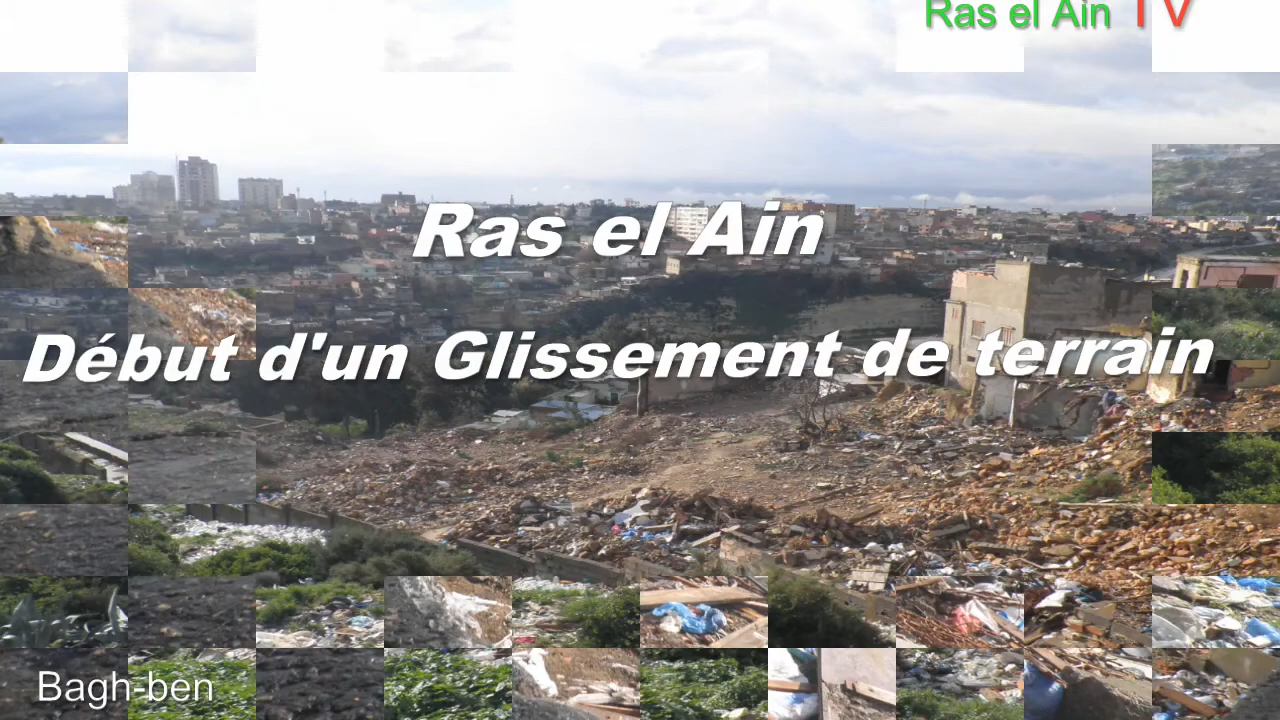 Ras el Ain TV
Ras el Ain
Début d'un Glissement de terrain
Bagh-ben